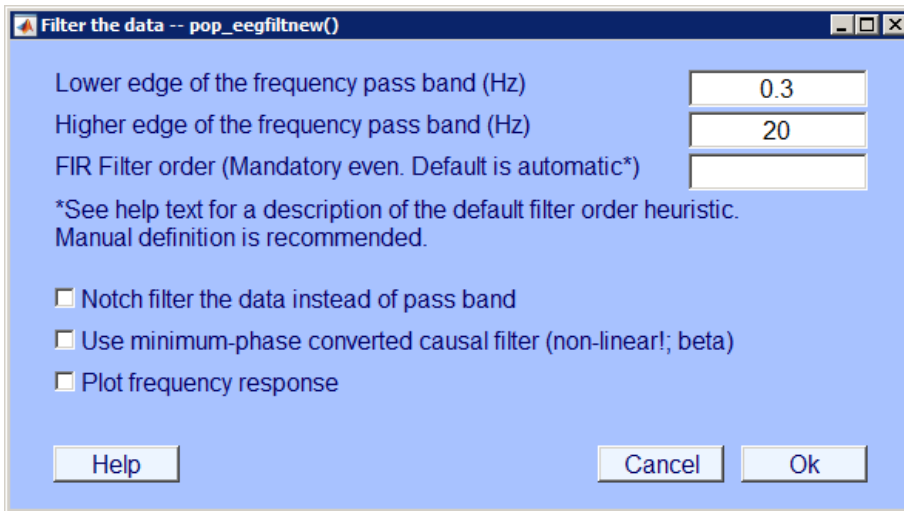 Filter the data -- pop_eegfiltnew()
Lower edge of the frequency pass band (Hz) 0.3
Higher edge of the frequency pass band (Hz) 20
FIR Filter order (Mandatory even. Default is automatic*)
*See help text for a description of the default filter order heuristic.
Manual definition is recommended.
Notch filter the data instead of pass band
Use minimum-phase converted causal filter (non-linear!; beta)
Plot frequency response
Help Cancel Ok